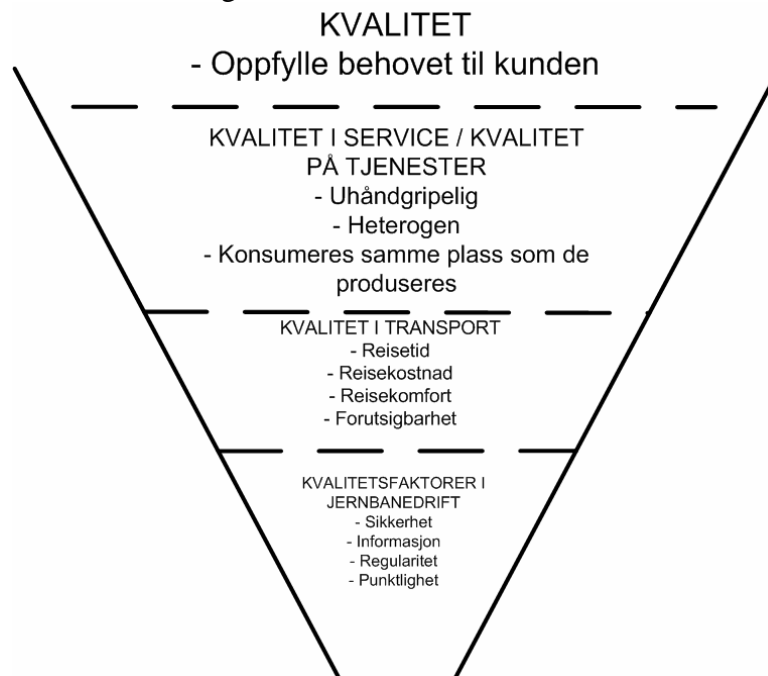 KVALITET
- Oppfylle behovet til kunden
KVALITET I SERVICE / KVALITET
PÅ TJENESTER
- Uhåndgripelig
- Heterogen
- Konsumeres samme plass som de
produseres
KVALITET I TRANSPORT
- Reisetid
- Reisekostnad
- Reisekomfort
- Forutsigbarhet
KVALITETSFAKTORER I
JERNBANEDRIFT
- Sikkerhet
- Informasjon
- Regularitet
- Punktlighet